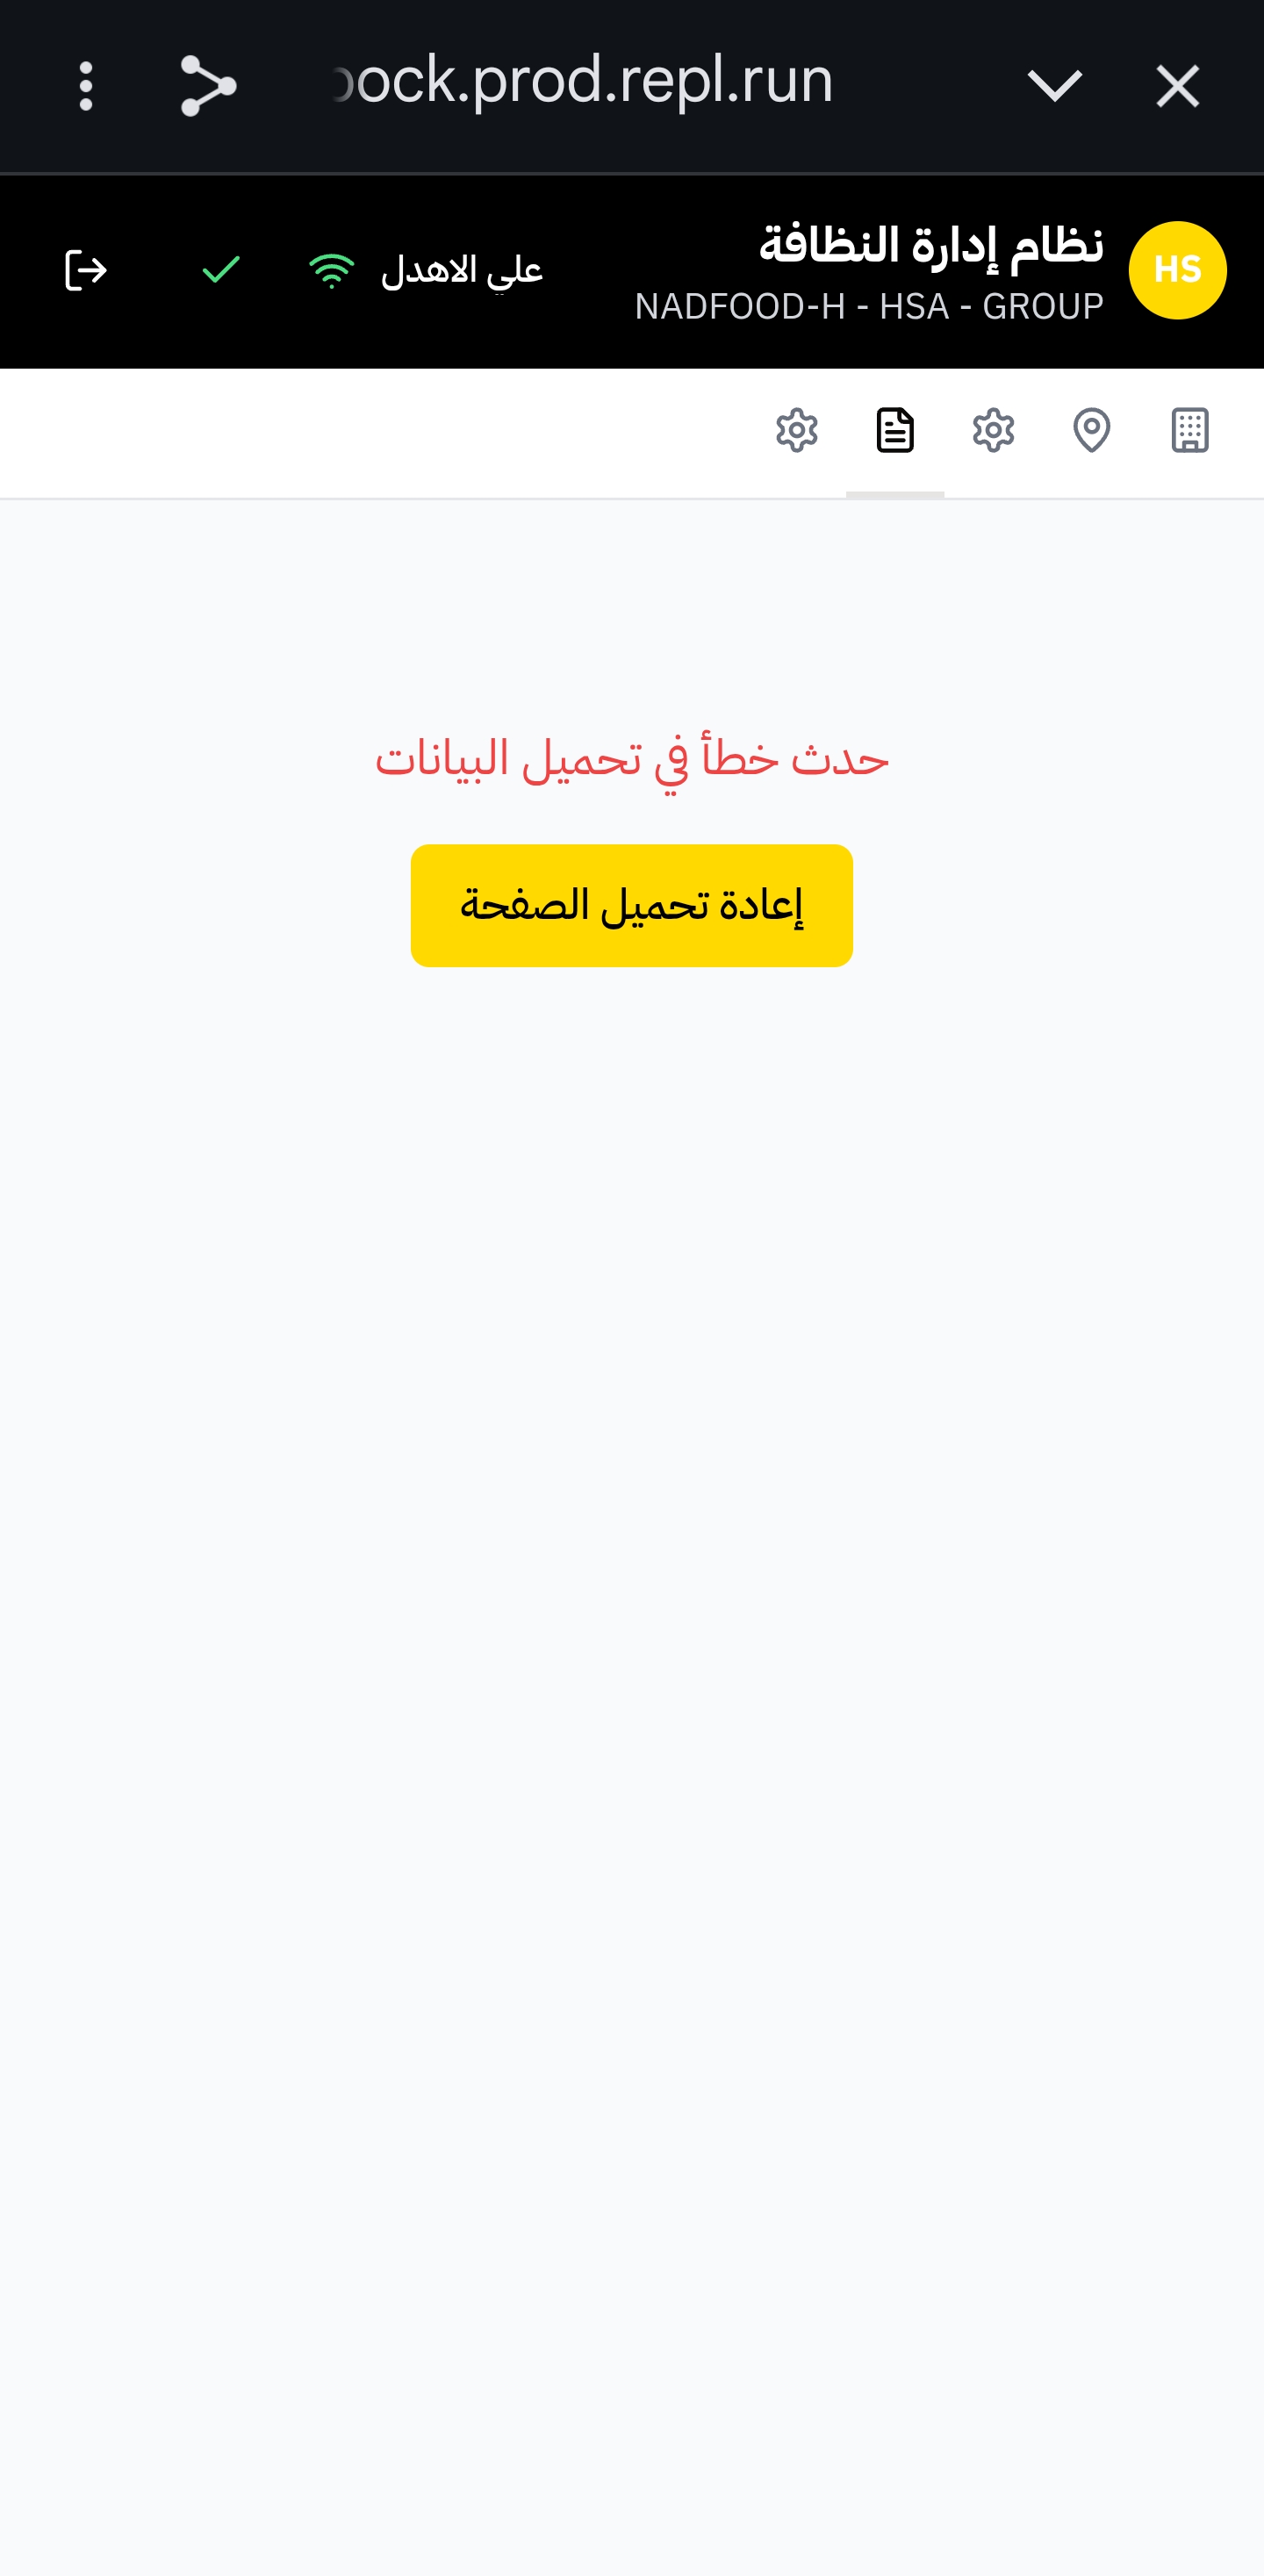 ock.prod.repl.run
HS
نظام إدارة النظافة
NADFOOD-H - HSA - GROUP
علي الاهدل
حدث خطأ في تحميل البيانات
إعادة تحميل الصفحة